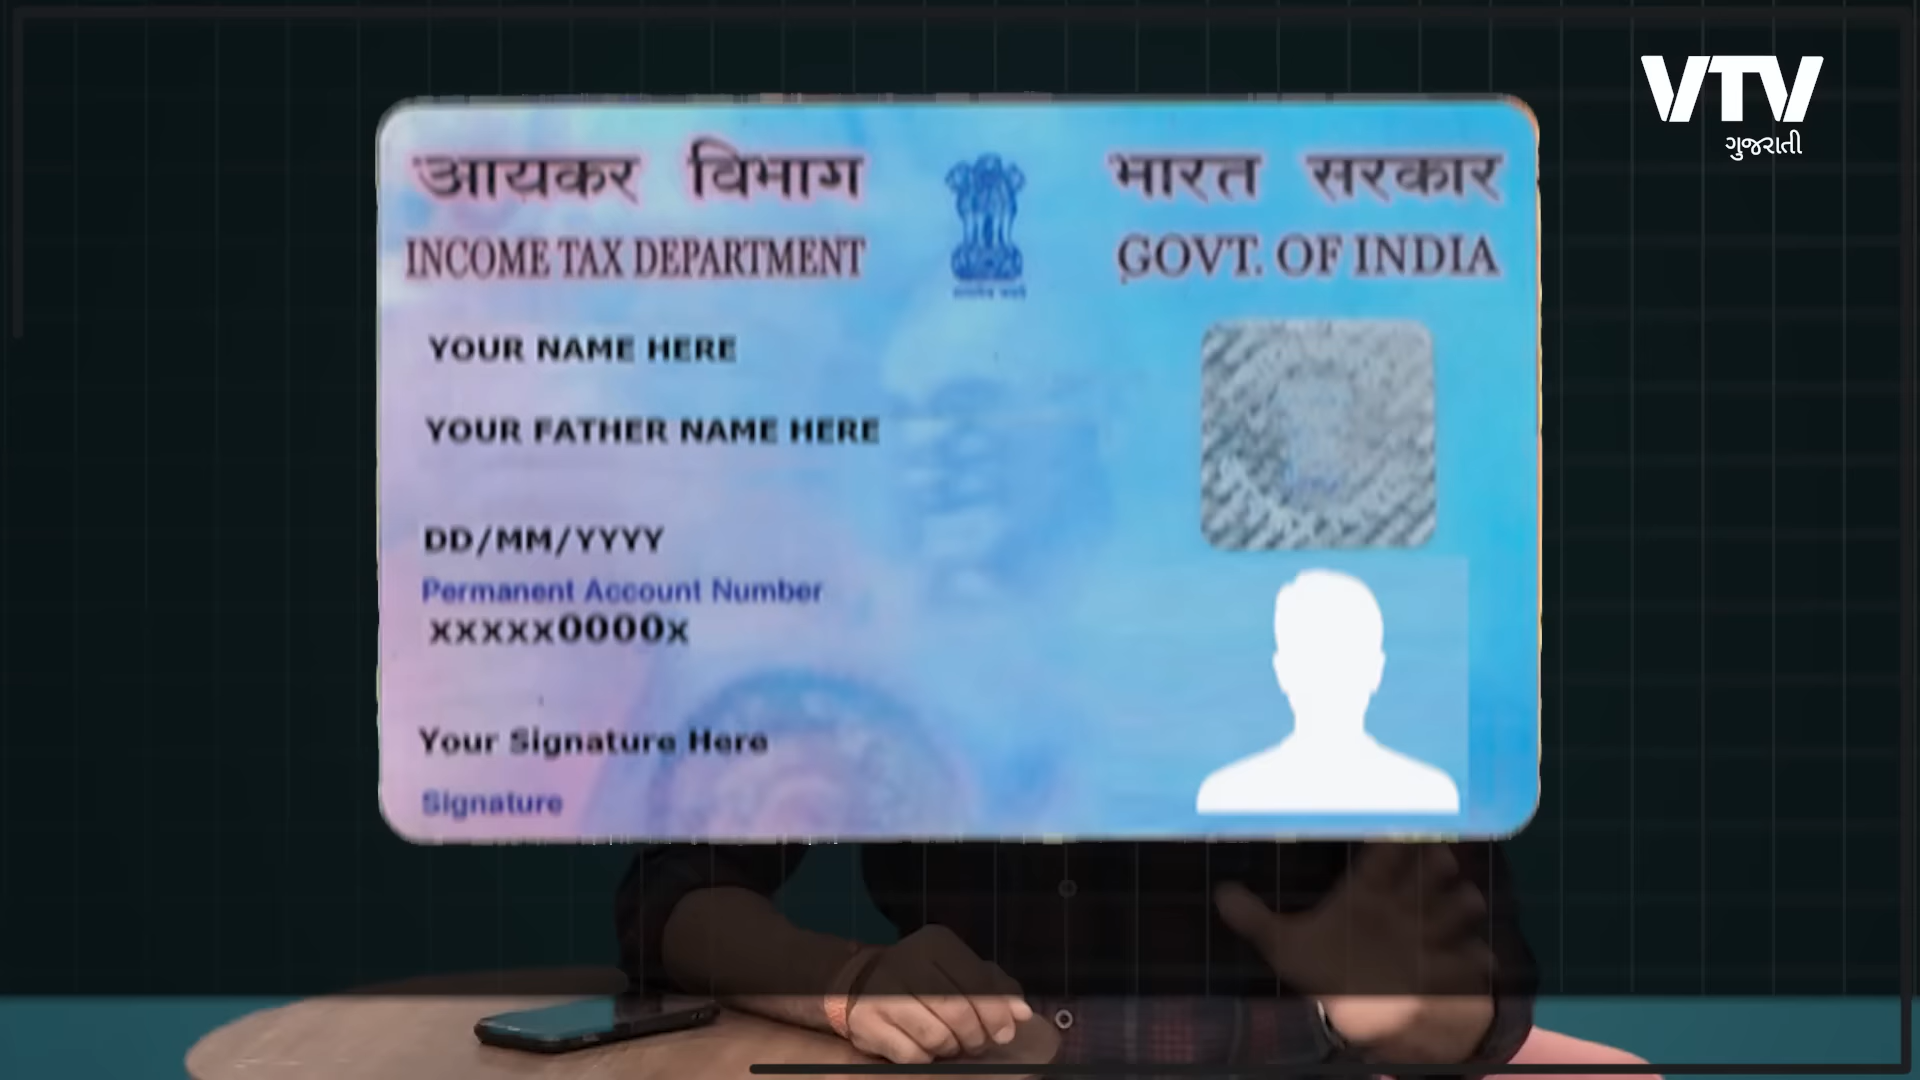 VTV
ગુજરાતી
आयकर विभाग
भारत सरकार
INCOME TAX DEPARTMENT
GOVT. OF INDIA
YOUR NAME HERE
YOUR FATHER NAME HERE
DD/MM/YYYY
Permanent Account Number
xxxxx0000x
Your Signature Here
Signature